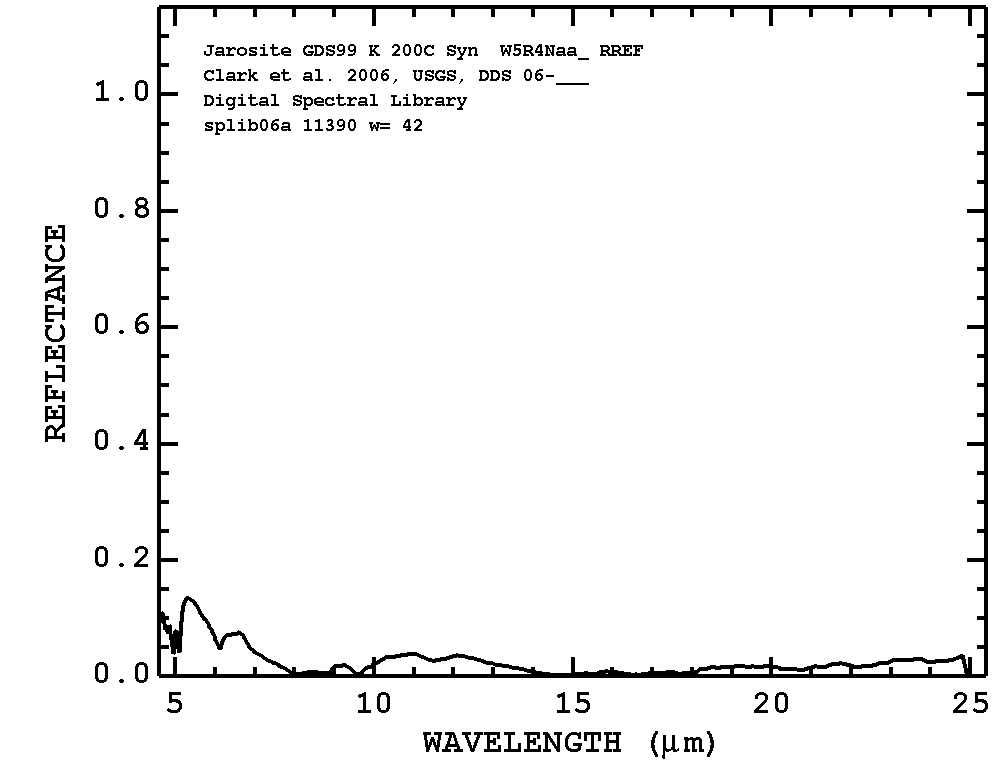 Jarosite GDS99 K 200C Syn  W5R4Naa_ RREF
Clark et al. 2006, USGS, DDS 06-___
Digital Spectral Library
splib06a 11390 w= 42
REFLECTANCE
1.0
0.8
0.6
0.4
0.2
0.0
5 10 15 20 25
WAVELENGTH (μm)